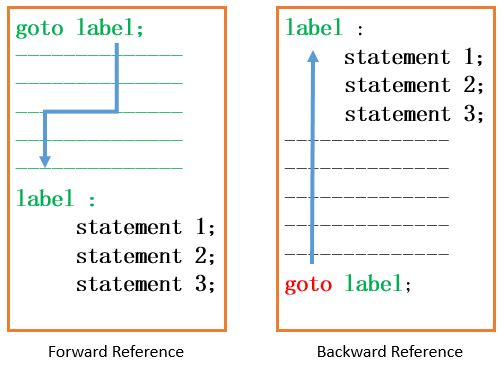 goto label;
--------------
--------------
--------------
--------------
--------------
label :
statement 1;
statement 2;
statement 3;
Forward Reference
label :
statement 1;
statement 2;
statement 3;
--------------
--------------
--------------
--------------
--------------
goto label;
Backward Reference